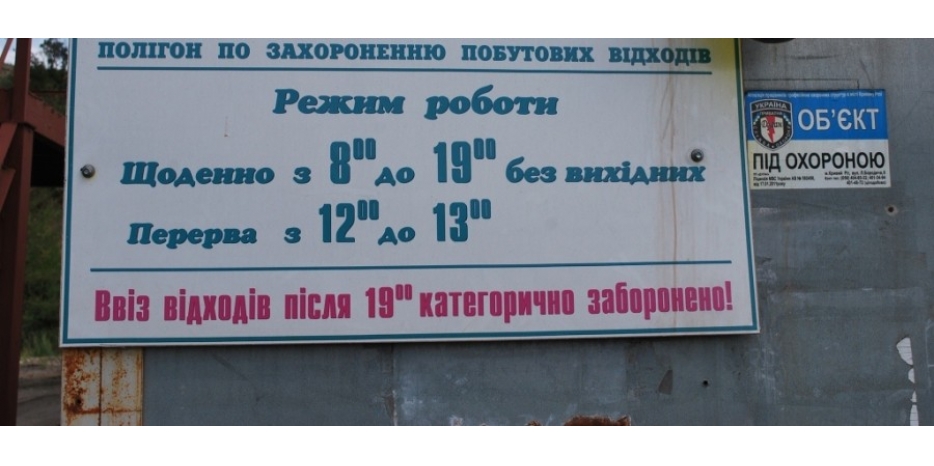 ПОЛІГОН ПО ЗАХОРОНЕННЮ ПОБУТОВИХ ВІДХОДІВ
Режим роботи
Щоденно з 8⁰⁰ до 19⁰⁰ без вихідних
Перерва з 12⁰⁰ до 13⁰⁰
Ввіз відходів після 19⁰⁰ категорично заборонено!
УКРАЇНА
ОБ'ЄКТ
ПІД ОХОРОНОЮ